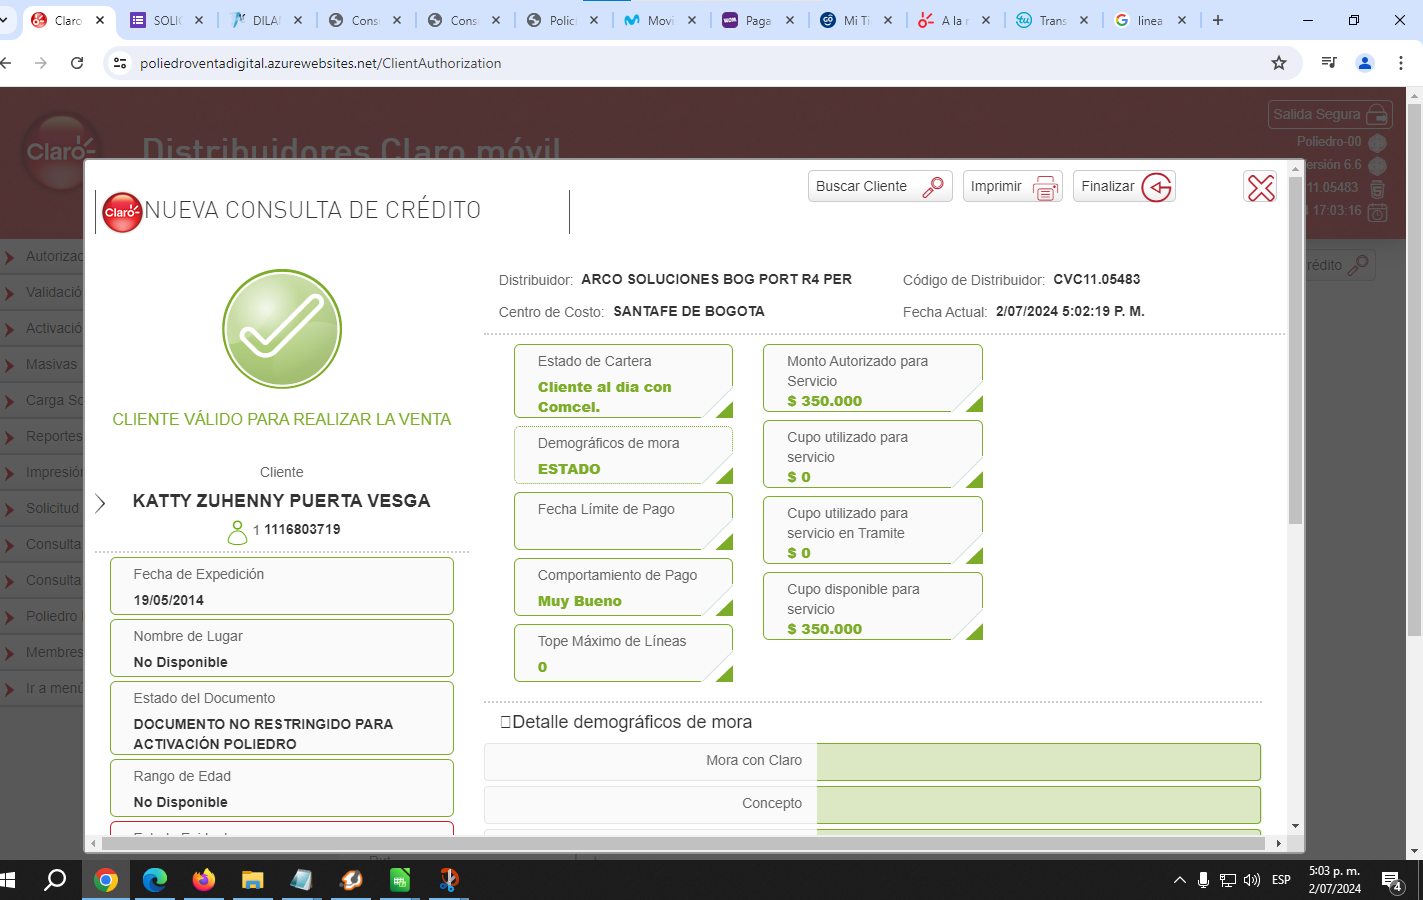 Claro
SOLIC
DILAI
Cons
Cons
Polici
Movi
Paga
Mi Ti
A la r
Trans
linea
poliedroventadigital.azurewebsites.net/ClientAuthorization
Salida Segura
Claro
Distribuidores Claro móvil
Poliedro-00
ersión 6.6
11.05483
17:03:16
Autorizac
Validació
Activació
Masivas
Carga So
Reportes
Impresión
Solicitud
Consulta
Consulta
Poliedro
Membres
Ir a menú
rédito
Buscar Cliente
Imprimir
Finalizar
Claro
NUEVA CONSULTA DE CRÉDITO
Distribuidor: ARCO SOLUCIONES BOG PORT R4 PER
Código de Distribuidor: CVC11.05483
Centro de Costo: SANTAFE DE BOGOTA
Fecha Actual: 2/07/2024 5:02:19 P. M.
CLIENTE VÁLIDO PARA REALIZAR LA VENTA
Cliente
KATTY ZUHENNY PUERTA VESGA
1 1116803719
Fecha de Expedición
19/05/2014
Nombre de Lugar
No Disponible
Estado del Documento
DOCUMENTO NO RESTRINGIDO PARA
ACTIVACIÓN POLIEDRO
Rango de Edad
No Disponible
Estado de Cartera
Cliente al dia con
Comcel.
Demográficos de mora
ESTADO
Fecha Límite de Pago
Comportamiento de Pago
Muy Bueno
Tope Máximo de Líneas
0
Monto Autorizado para
Servicio
$ 350.000
Cupo utilizado para
servicio
$ 0
Cupo utilizado para
servicio en Tramite
$ 0
Cupo disponible para
servicio
$ 350.000
Detalle demográficos de mora
Mora con Claro
Concepto
ESP
5:03 p. m.
2/07/2024
4